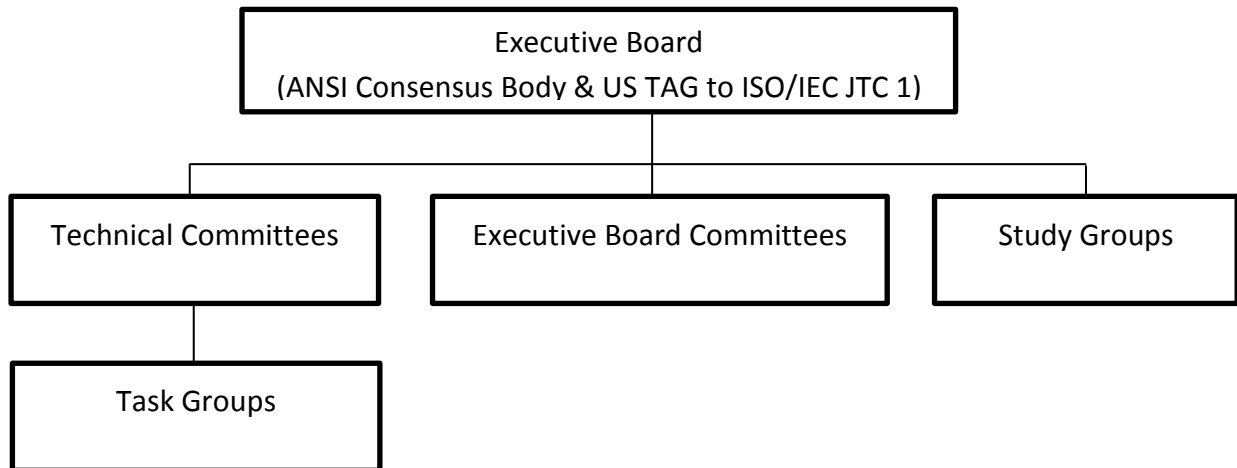 Executive Board
(ANSI Consensus Body & US TAG to ISO/IEC JTC 1)
Technical Committees
Executive Board Committees
Study Groups
Task Groups